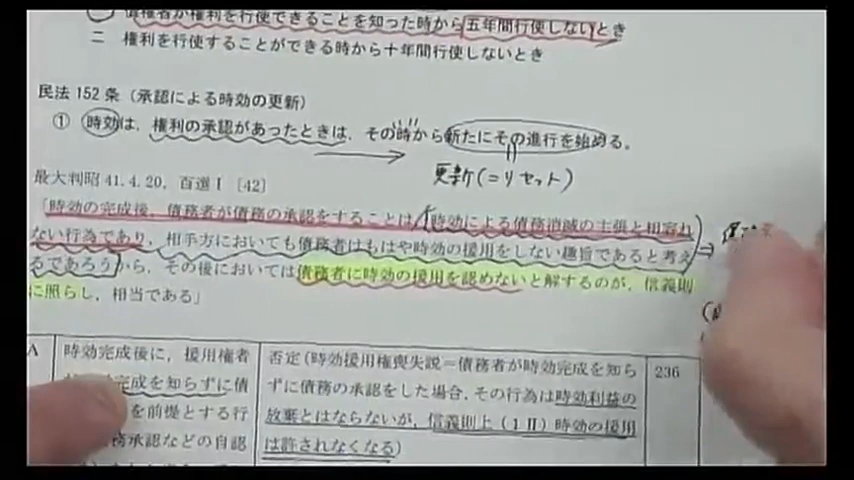 債権者が権利を行使できることを知った時から五年間行使しないとき
二 権利を行使することができる時から十年間行使しないとき
民法152条(承認による時効の更新)
① 時効は,権利の承認があったときは,その時から新たにその進行を始める。
更新(=リセット)
最大判昭41.4.20,百選Ⅰ[42]
「時効の完成後,債務者が債務の承認をすることは,時効による債務消滅の主張と相容れ
ない行為であり,相手方においても債務者はもはや時効の援用をしない趣旨であると考え
るであろうから,その後においては債務者に時効の援用を認めないと解するのが,信義則
に照らし,相当である」
A
時効完成後に,援用権者
完成を知らずに債
を前提とする行
務承認などの自認
否定(時効援用権喪失説=債務者が時効完成を知ら
ずに債務の承認をした場合,その行為は時効利益の
放棄とはならないが,信義則上(1Ⅱ)時効の援用
は許されなくなる)
236